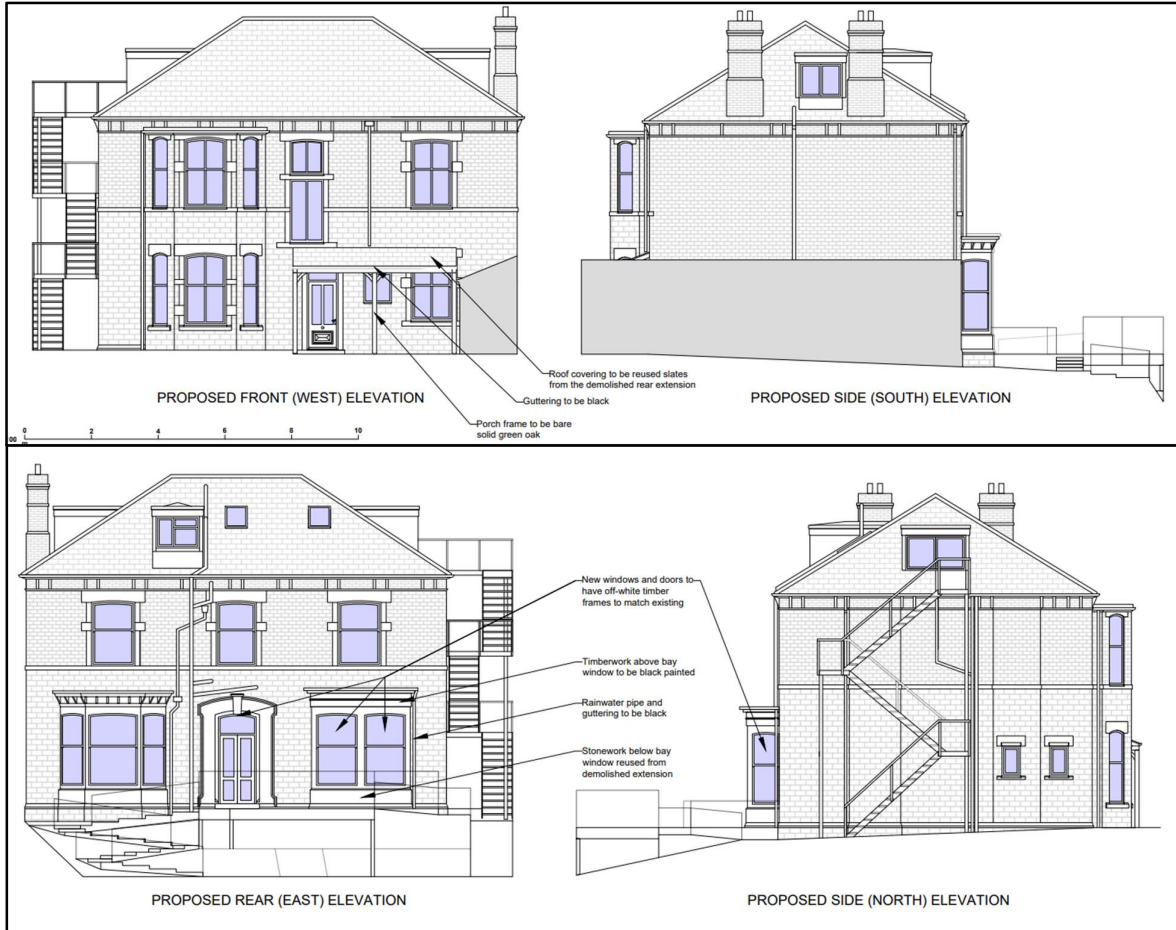 Roof covering to be reused slates
from the demolished rear extension
Guttering to be black
Porch frame to be bare
solid green oak
PROPOSED FRONT (WEST) ELEVATION
PROPOSED SIDE (SOUTH) ELEVATION
00 0 2 4 6 8 10
New windows and doors to
have off-white timber
frames to match existing
Timberwork above bay
window to be black painted
Rainwater pipe and
guttering to be black
Stonework below bay
window reused from
demolished extension
PROPOSED REAR (EAST) ELEVATION
PROPOSED SIDE (NORTH) ELEVATION